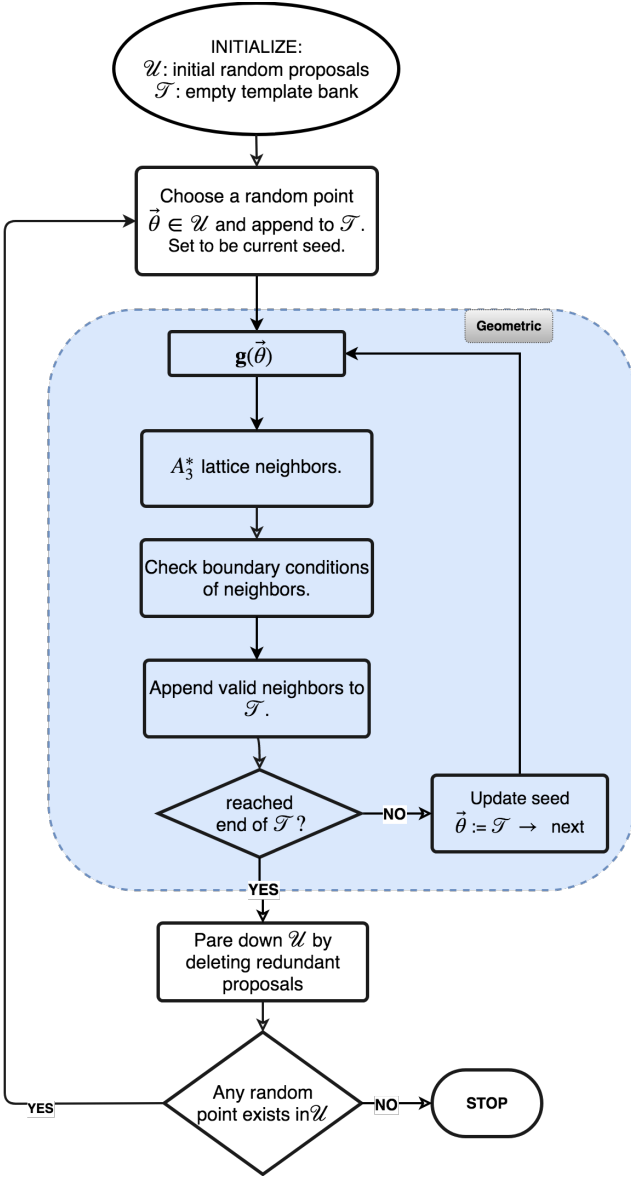 INITIALIZE:
𝒰: initial random proposals
𝒯: empty template bank
Choose a random point
θ⃗ ∈ 𝒰 and append to 𝒯.
Set to be current seed.
Geometric
g(θ⃗)
A₃* lattice neighbors.
Check boundary conditions
of neighbors.
Append valid neighbors to
𝒯.
reached
end of 𝒯?
NO
Update seed
θ⃗ := 𝒯 → next
YES
Pare down 𝒰 by
deleting redundant
proposals
Any random
point exists in 𝒰
NO
STOP
YES